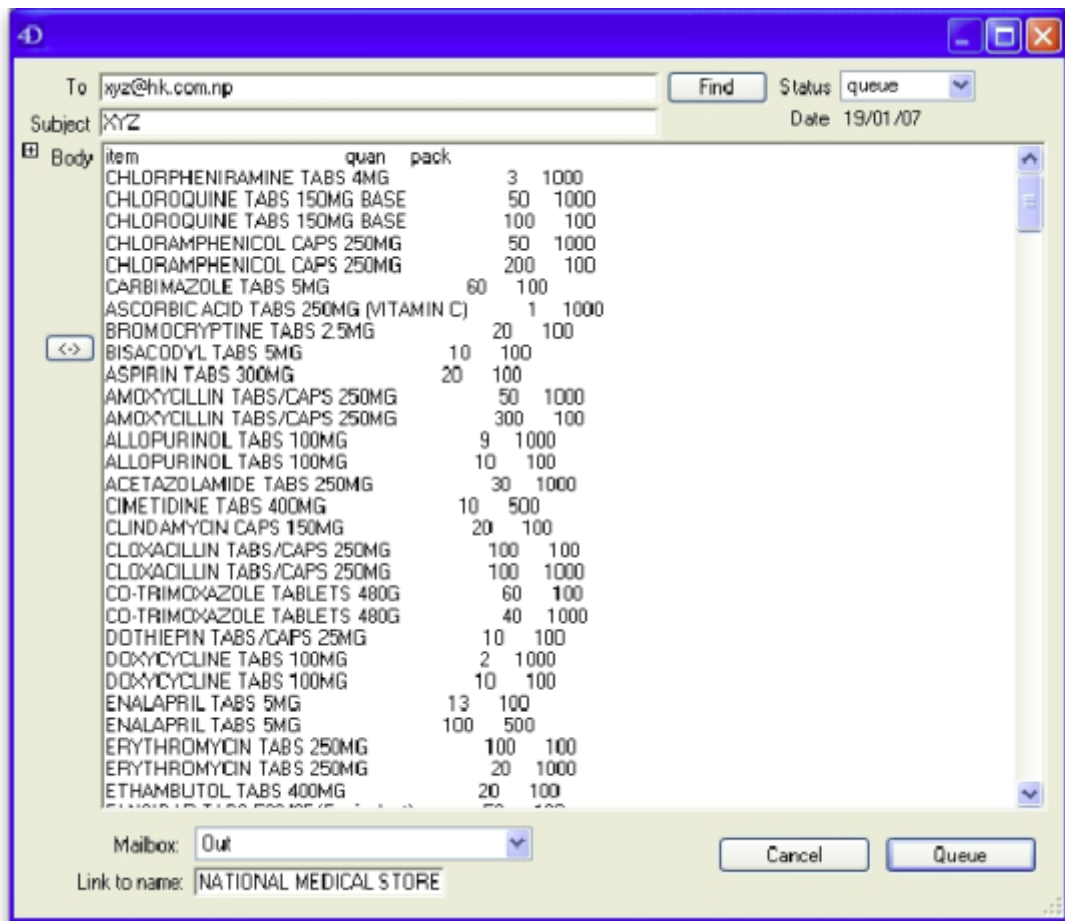 4D
To xyz@hk.com.np Find Status queue
Subject XYZ Date 19/01/07
Body item quan pack
CHLORPHENIRAMINE TABS 4MG 3 1000
CHLOROQUINE TABS 150MG BASE 50 1000
CHLOROQUINE TABS 150MG BASE 100 100
CHLORAMPHENICOL CAPS 250MG 50 1000
CHLORAMPHENICOL CAPS 250MG 200 100
CARBIMAZOLE TABS 5MG 60 100
ASCORBIC ACID TABS 250MG (VITAMIN C) 1 1000
BROMOCRYPTINE TABS 2.5MG 20 100
<-> BISACODYL TABS 5MG 10 100
ASPIRIN TABS 300MG 20 100
AMOXYCILLIN TABS/CAPS 250MG 50 1000
AMOXYCILLIN TABS/CAPS 250MG 300 100
ALLOPURINOL TABS 100MG 9 1000
ALLOPURINOL TABS 100MG 10 100
ACETAZOLAMIDE TABS 250MG 30 1000
CIMETIDINE TABS 400MG 10 500
CLINDAMYCIN CAPS 150MG 20 100
CLOXACILLIN TABS/CAPS 250MG 100 100
CLOXACILLIN TABS/CAPS 250MG 100 1000
CO-TRIMOXAZOLE TABLETS 480G 60 100
CO-TRIMOXAZOLE TABLETS 480G 40 1000
DOTHIEPIN TABS/CAPS 25MG 10 100
DOXYCYCLINE TABS 100MG 2 1000
DOXYCYCLINE TABS 100MG 10 100
ENALAPRIL TABS 5MG 13 100
ENALAPRIL TABS 5MG 100 500
ERYTHROMYCIN TABS 250MG 100 100
ERYTHROMYCIN TABS 250MG 20 1000
ETHAMBUTOL TABS 400MG 20 100
Mailbox: Out Cancel Queue
Link to name: NATIONAL MEDICAL STORE